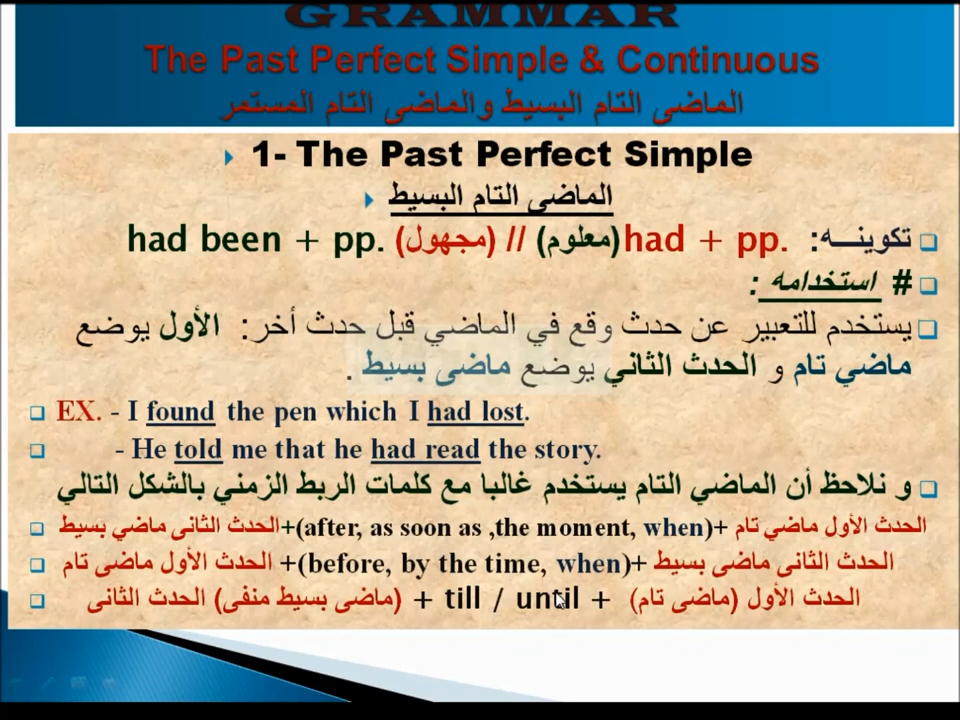 GRAMMAR
The Past Perfect Simple & Continuous
الماضى التام البسيط والماضى التام المستمر
1- The Past Perfect Simple
الماضى التام البسيط
تكوينـــه: had + pp. (معلوم) // (مجهول) had been + pp.
# استخدامه :
يستخدم للتعبير عن حدث وقع في الماضي قبل حدث أخر: الأول يوضع
ماضي تام و الحدث الثاني يوضع ماضى بسيط .
EX. - I found the pen which I had lost.
- He told me that he had read the story.
و نلاحظ أن الماضي التام يستخدم غالبا مع كلمات الربط الزمني بالشكل التالي
الحدث الأول ماضي تام +(after, as soon as ,the moment, when)+الحدث الثانى ماضي بسيط
الحدث الثانى ماضى بسيط +(before, by the time, when)+ الحدث الأول ماضى تام
الحدث الأول (ماضى تام) + till / until + (ماضى بسيط منفى) الحدث الثانى